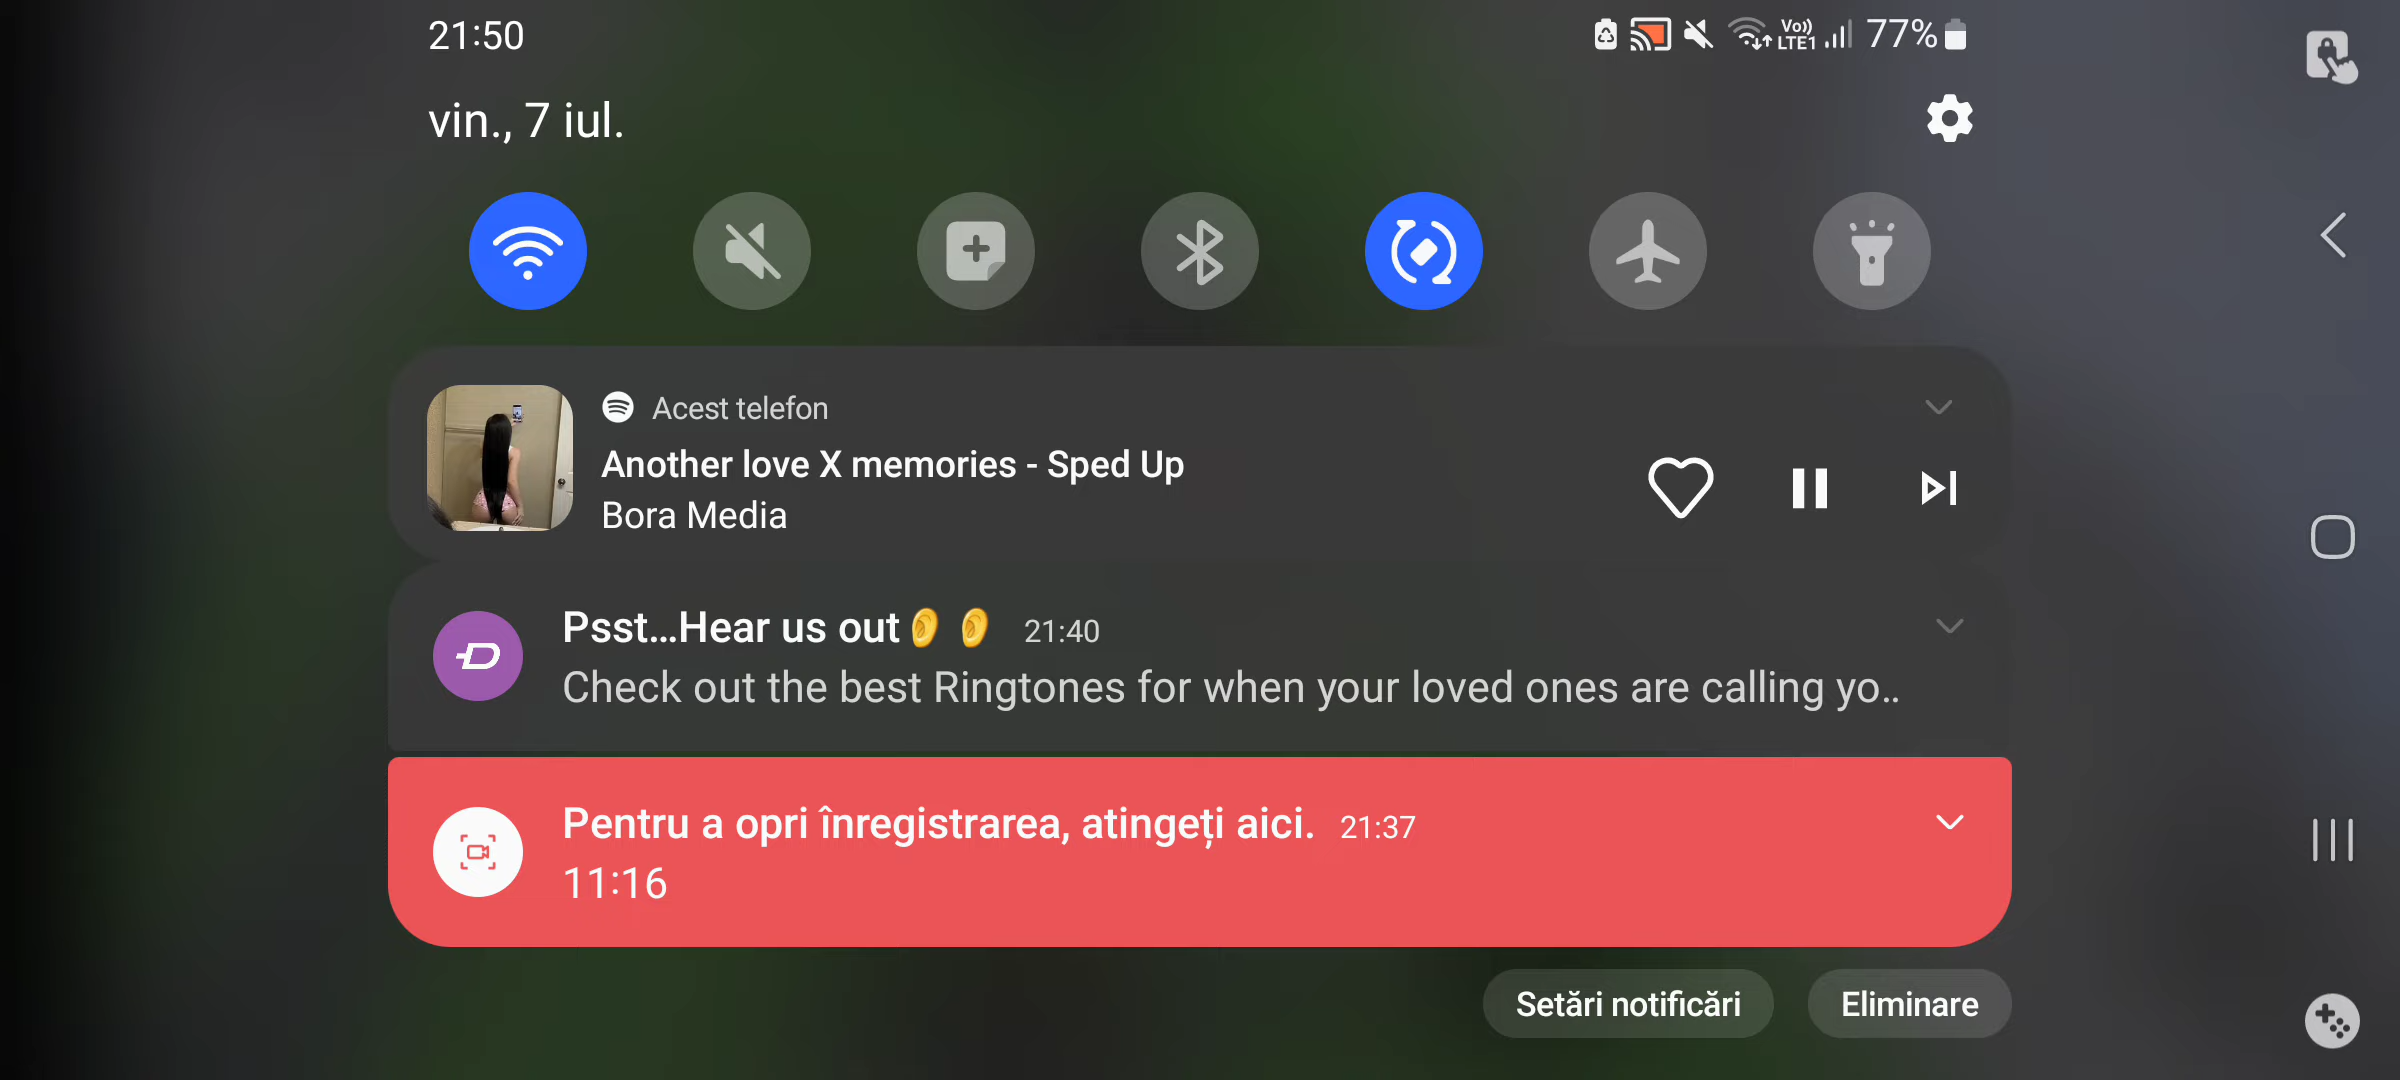 21:50
Vo))
LTE1
77%
vin., 7 iul.
Acest telefon
Another love X memories - Sped Up
Bora Media
Psst...Hear us out👂👂 21:40
Check out the best Ringtones for when your loved ones are calling yo..
Pentru a opri înregistrarea, atingeți aici. 21:37
11:16
Setări notificări
Eliminare